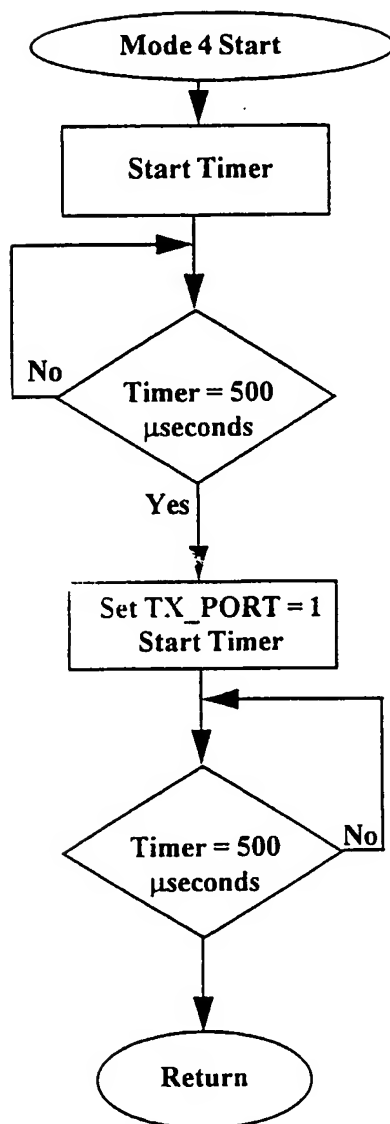 Mode 4 Start
Start Timer
No
Timer = 500
μseconds
Yes
Set TX_PORT = 1
Start Timer
No
Timer = 500
μseconds
Return